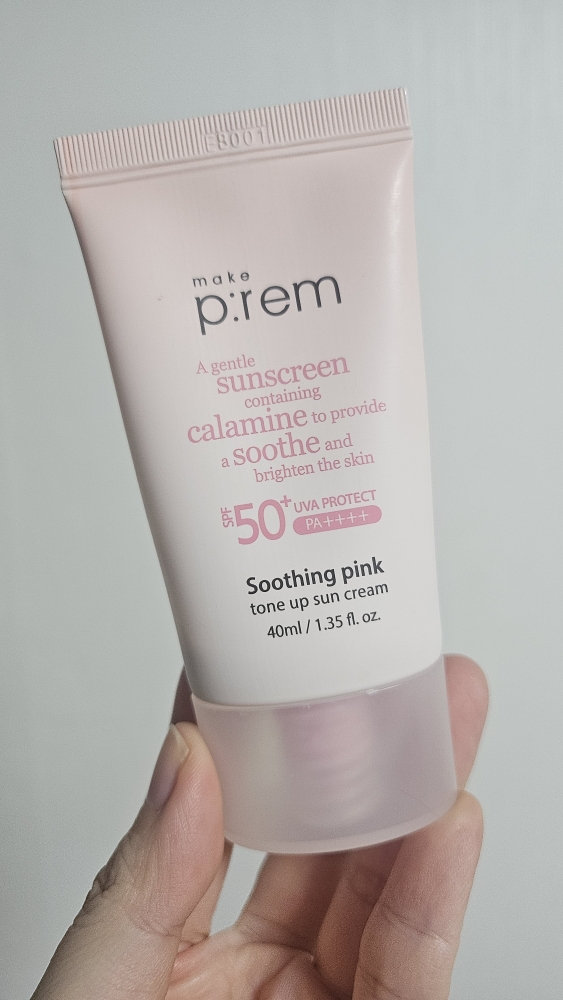 E8001
make
p:rem
A gentle
sunscreen
containing
calamine to provide
a soothe and
brighten the skin
SPF 50+ UVA PROTECT
PA++++
Soothing pink
tone up sun cream
40ml / 1.35 fl. oz.